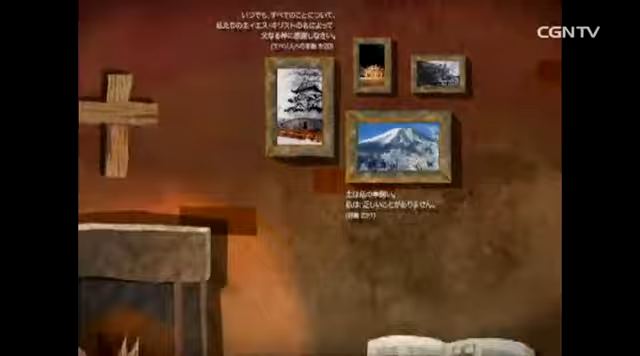 いつでも、すべてのことについて、
私たちの主イエス・キリストの名によって
父なる神に感謝しなさい。
CGNTV
主は私の羊飼い。
私は、乏しいことがありません。